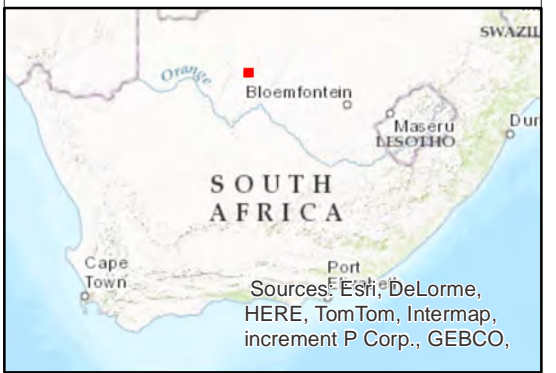 SWAZIL
Orange
Bloemfontein
Maseru
LESOTHO
Dur
SOUTH
AFRICA
Cape
Town
Port
Sources: Esri, DeLorme,
HERE, TomTom, Intermap,
increment P Corp., GEBCO,